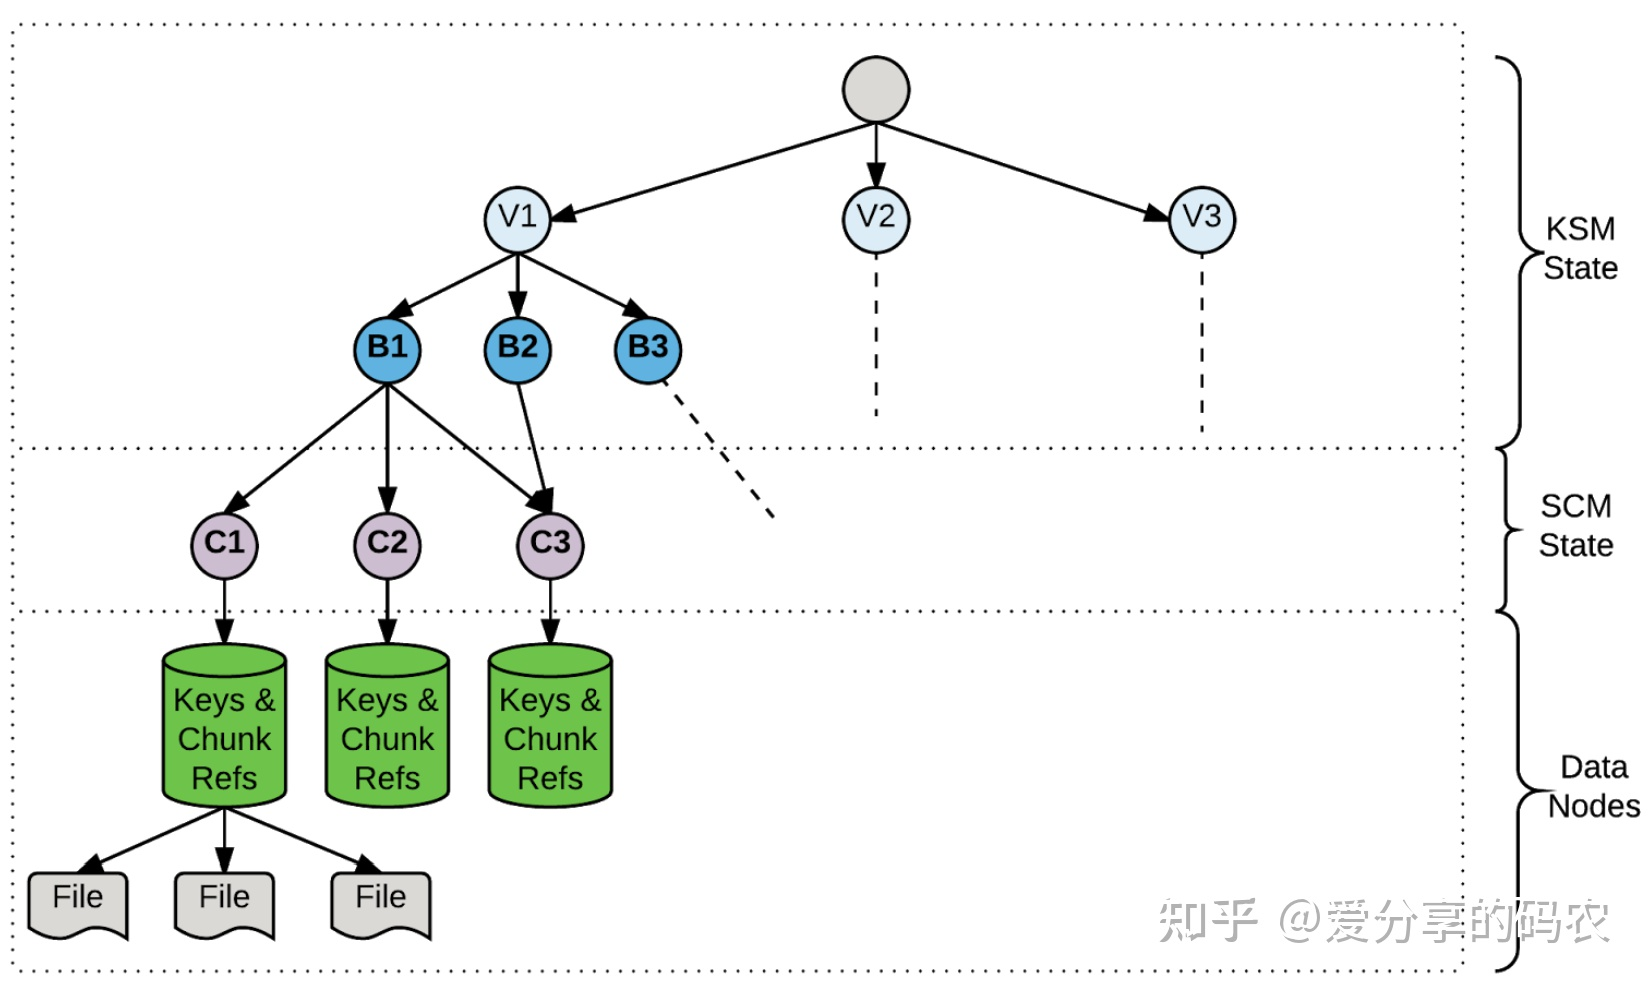 V1
V2
V3
KSM
State
B1
B2
B3
SCM
State
C1
C2
C3
Keys &
Chunk
Refs
Keys &
Chunk
Refs
Keys &
Chunk
Refs
Data
Nodes
File
File
File
知乎 @爱分享的码农